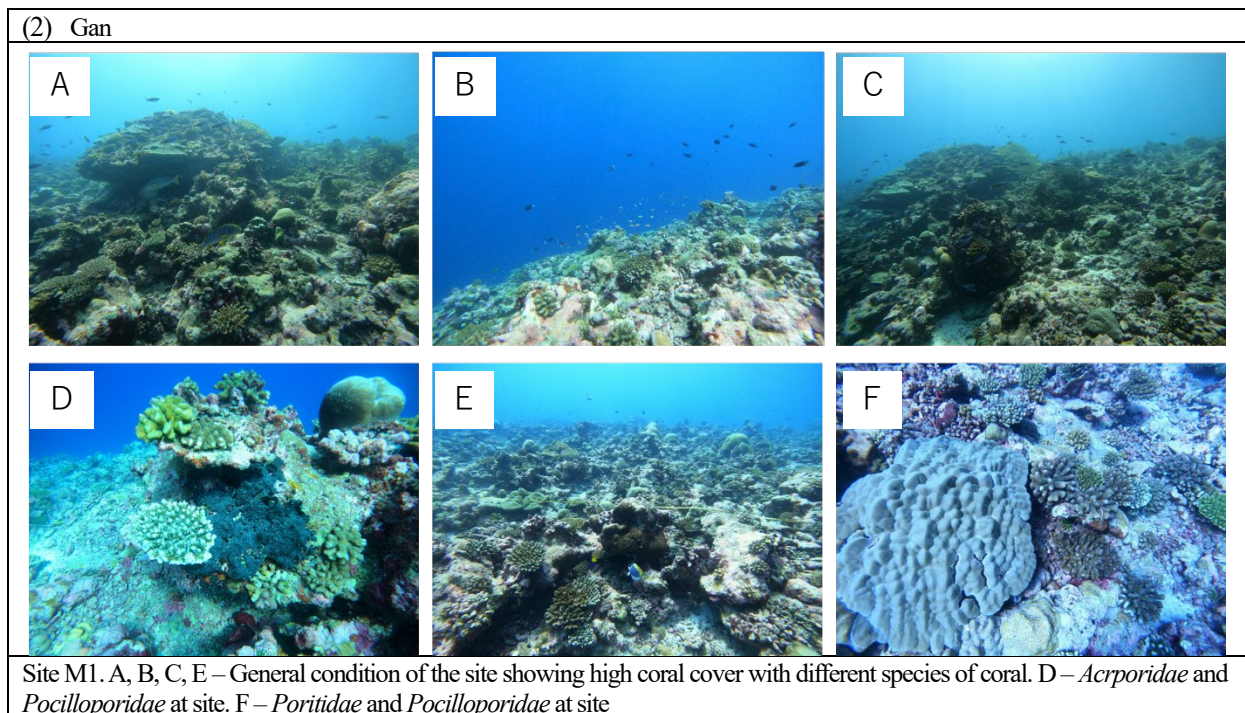 (2) Gan
A
B
C
D
E
F
Site M1. A, B, C, E – General condition of the site showing high coral cover with different species of coral. D – Acrporidae and
Pocilloporidae at site. F – Poritidae and Pocilloporidae at site